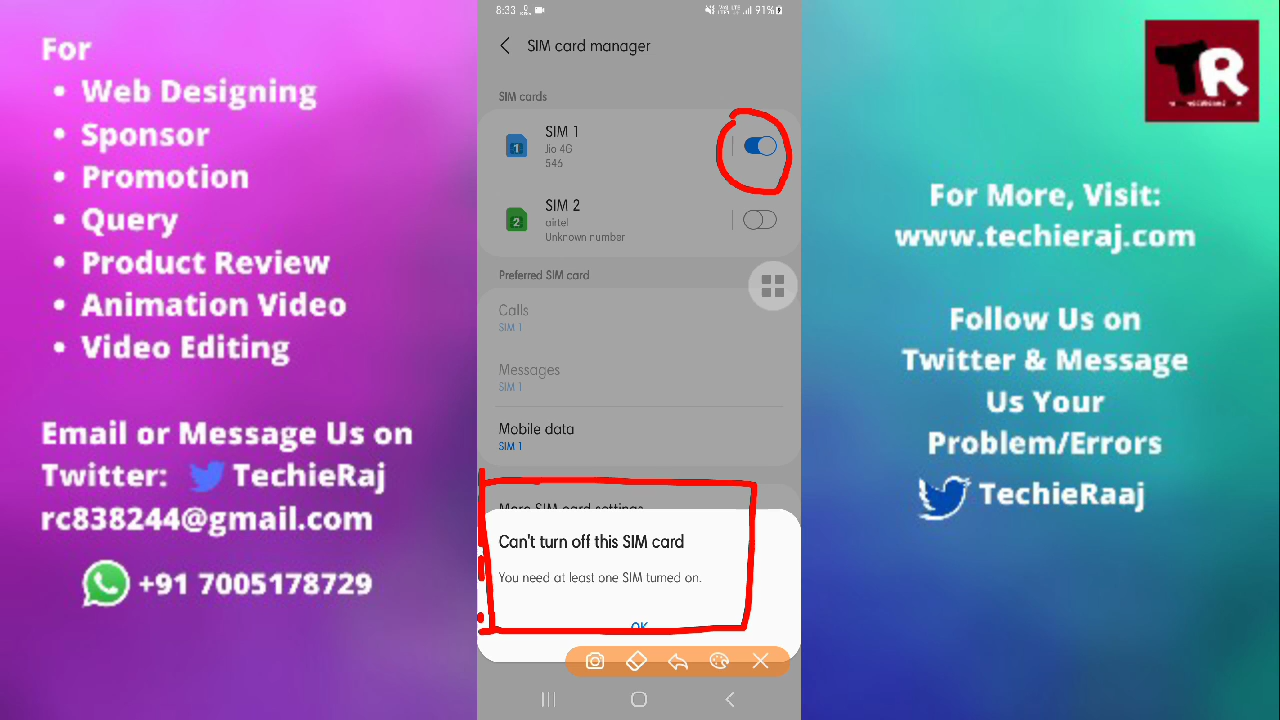 For
• Web Designing
• Sponsor
• Promotion
• Query
• Product Review
• Animation Video
• Video Editing
Email or Message Us on
Twitter: TechieRaj
rc838244@gmail.com
+91 7005178729
8:33
91%
SIM card manager
SIM cards
1
SIM 1
Jio 4G
546
2
SIM 2
airtel
Unknown number
Preferred SIM card
Calls
SIM 1
Messages
SIM 1
Mobile data
SIM 1
More SIM card settings
Can't turn off this SIM card
You need at least one SIM turned on.
OK
TR
For More, Visit:
www.techieraj.com
Follow Us on
Twitter & Message
Us Your
Problem/Errors
TechieRaaj